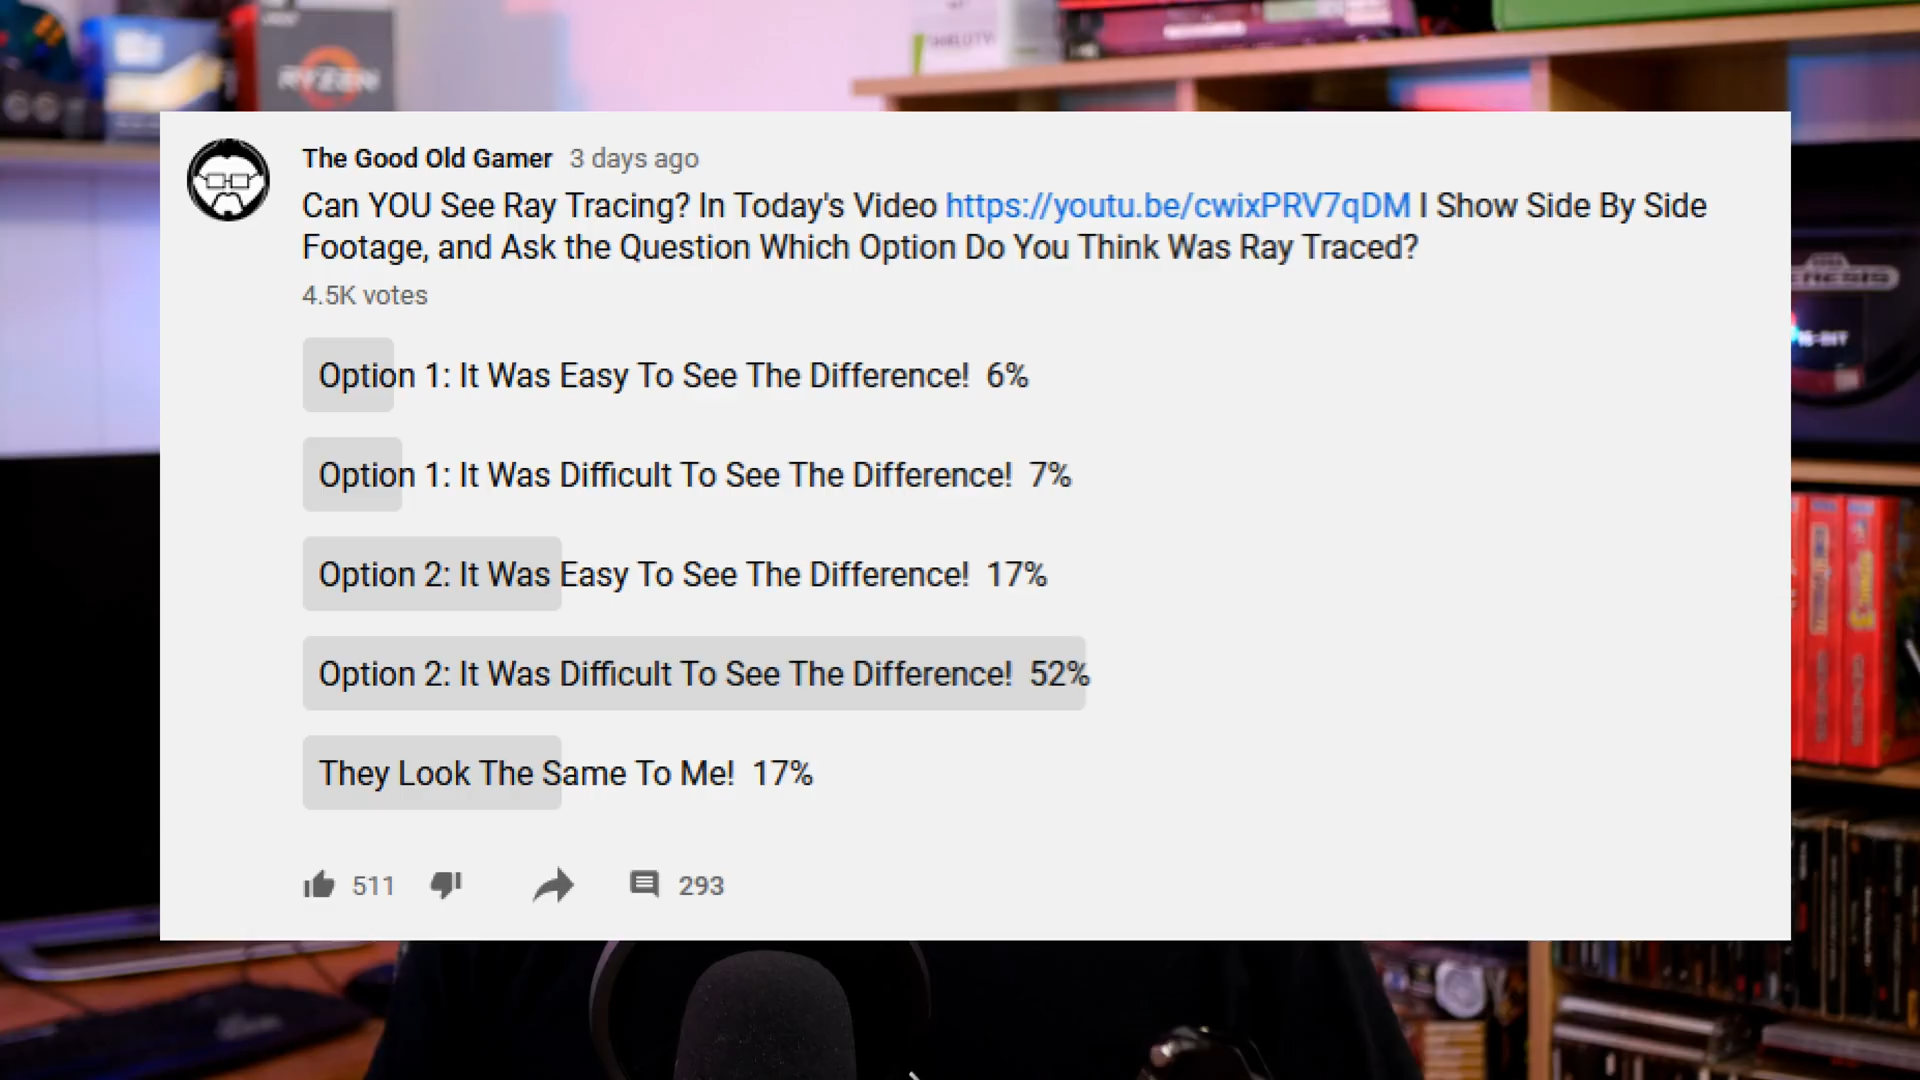 RYZEN
The Good Old Gamer 3 days ago
Can YOU See Ray Tracing? In Today's Video https://youtu.be/cwixPRV7qDM I Show Side By Side
Footage, and Ask the Question Which Option Do You Think Was Ray Traced?
4.5K votes
Option 1: It Was Easy To See The Difference! 6%
Option 1: It Was Difficult To See The Difference! 7%
Option 2: It Was Easy To See The Difference! 17%
Option 2: It Was Difficult To See The Difference! 52%
They Look The Same To Me! 17%
511 293
GENESIS
16-BIT